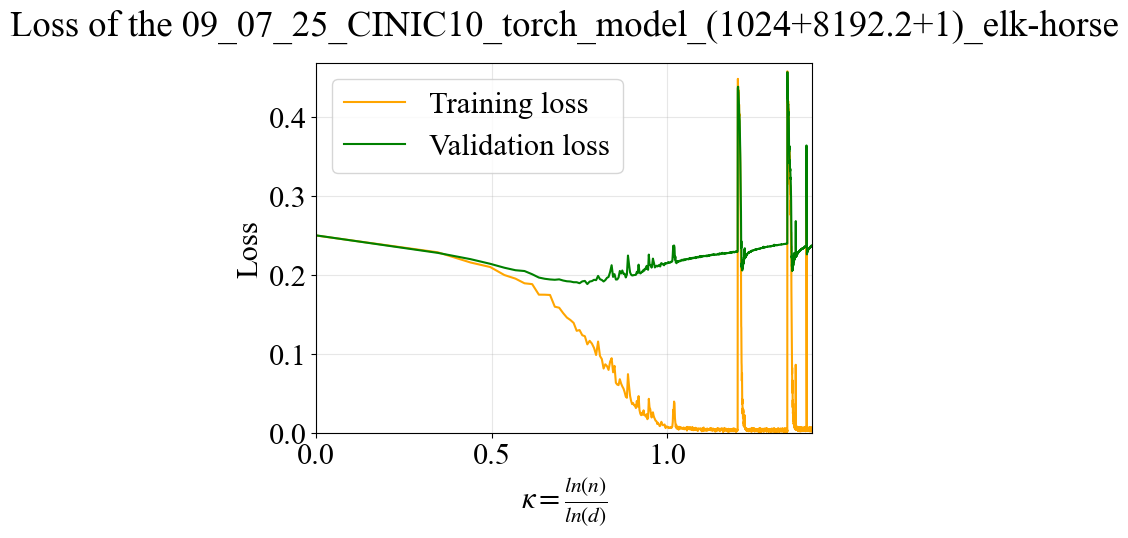 Loss of the 09_07_25_CINIC10_torch_model_(1024+8192.2+1)_elk-horse
Training loss
Validation loss
0.4
0.3
0.2
0.1
0.0
Loss
0.0 0.5 1.0
κ = ln(n)/ln(d)